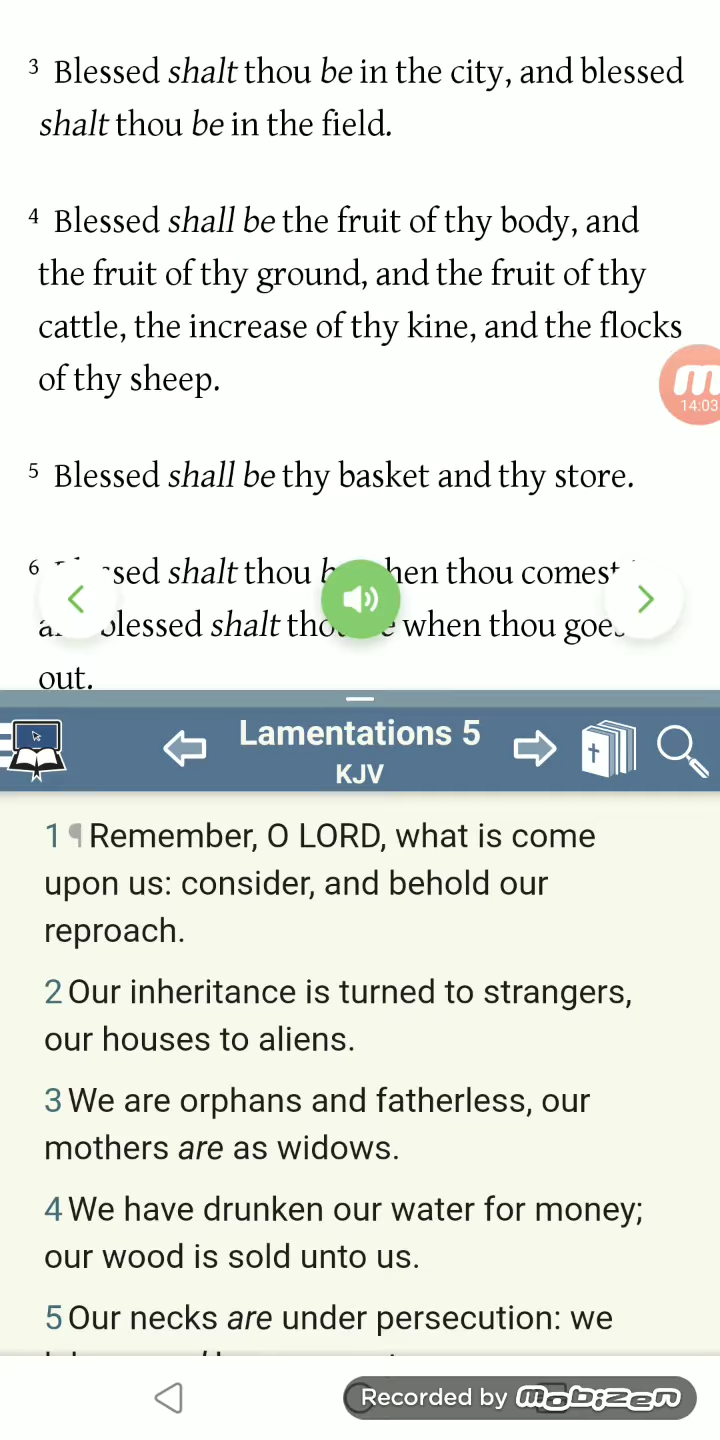 3 Blessed shalt thou be in the city, and blessed
shalt thou be in the field.
4 Blessed shall be the fruit of thy body, and
the fruit of thy ground, and the fruit of thy
cattle, the increase of thy kine, and the flocks
of thy sheep.
14:03
5 Blessed shall be thy basket and thy store.
6 shalt thou thou
shalt when thou
out.
Lamentations 5
KJV
1 ¶ Remember, O LORD, what is come
upon us: consider, and behold our
reproach.
2 Our inheritance is turned to strangers,
our houses to aliens.
3 We are orphans and fatherless, our
mothers are as widows.
4 We have drunken our water for money;
our wood is sold unto us.
5 Our necks are under persecution: we
Recorded by mobizen